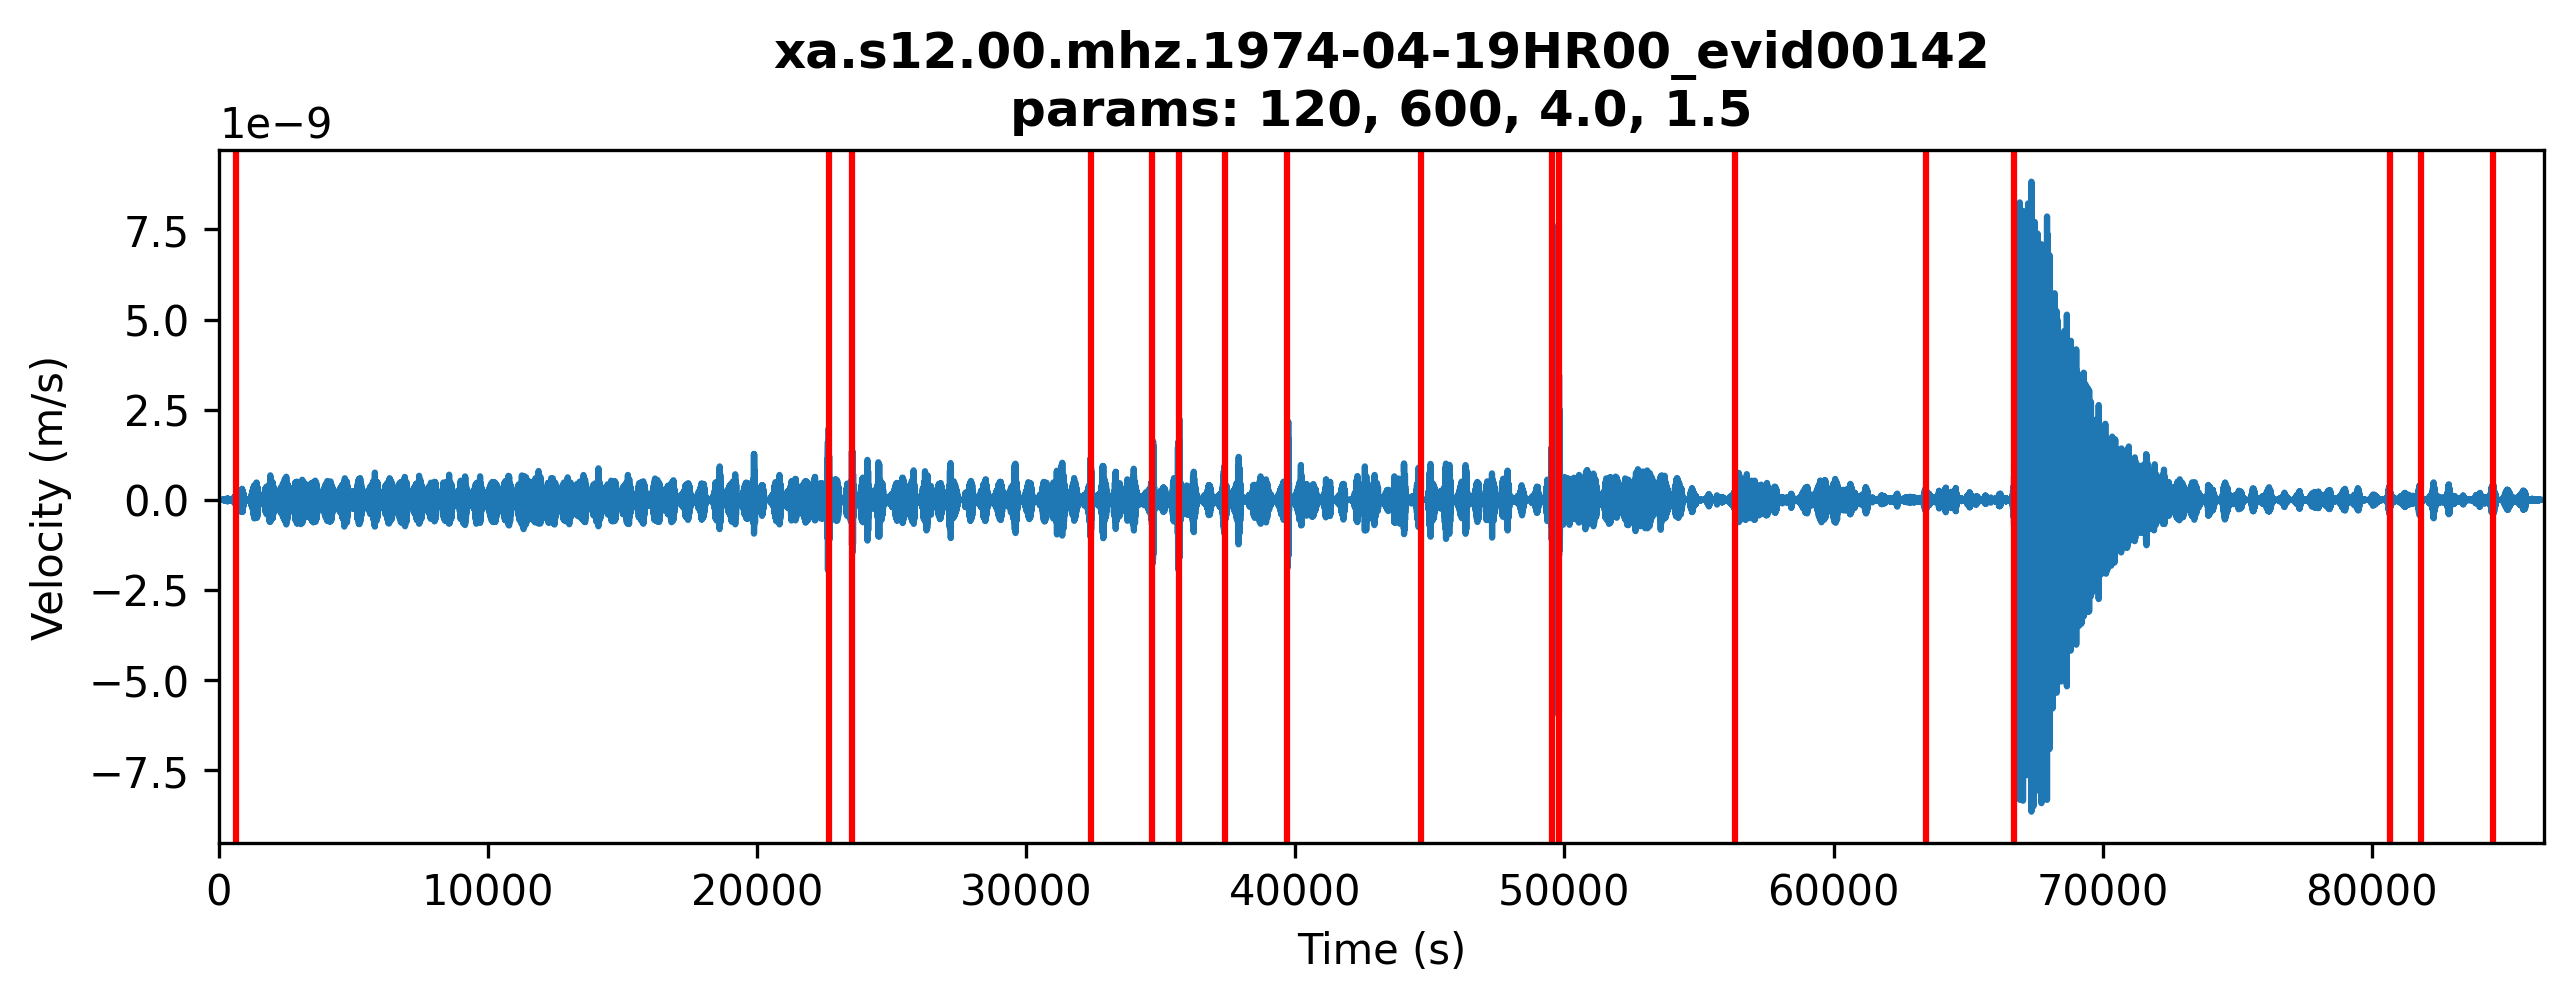 xa.s12.00.mhz.1974-04-19HR00_evid00142
params: 120, 600, 4.0, 1.5
1e−9
7.5
5.0
2.5
0.0
−2.5
−5.0
−7.5
Velocity (m/s)
0 10000 20000 30000 40000 50000 60000 70000 80000
Time (s)